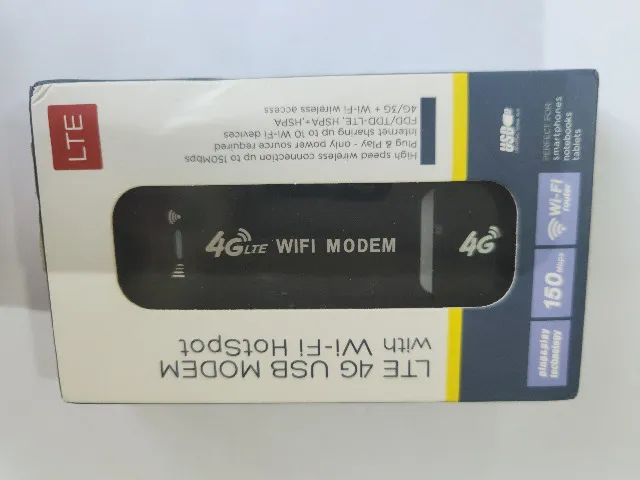 LTE 4G USB MODEM
with Wi-Fi HotSpot
4G LTE WIFI MODEM
4G
High speed wireless connection up to 150Mbps
Plug & Play - only power source required
Internet sharing up to 10 Wi-Fi devices
FDD/TDD-LTE, HSPA+,HSPA
4G/3G + Wi-Fi wireless access
LTE
plug&play
technology
150 Mbps
Wi-Fi
router
PERFECT FOR
smartphones
notebooks
tablets